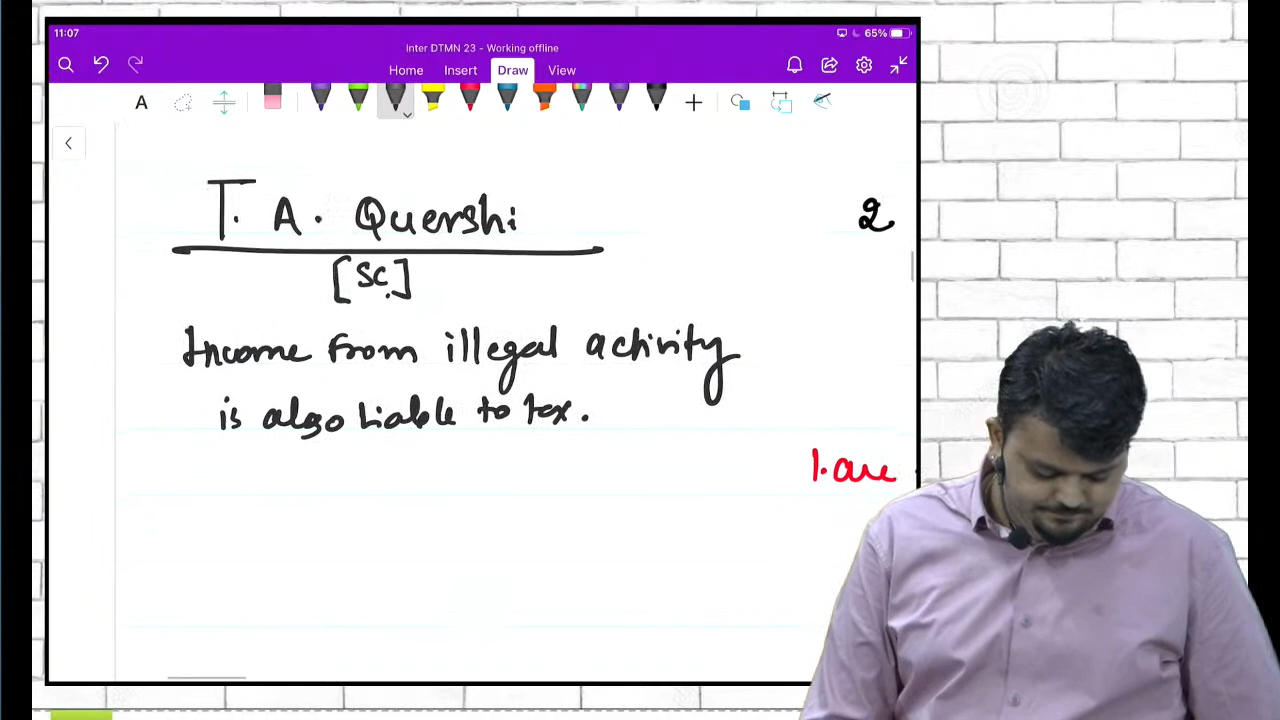 11:07
65%
Inter DTMN 23 - Working offline
Home Insert Draw View
A
T. A. Quershi
2
[SC.]
Income from illegal activity
is also liable to tax.
1.